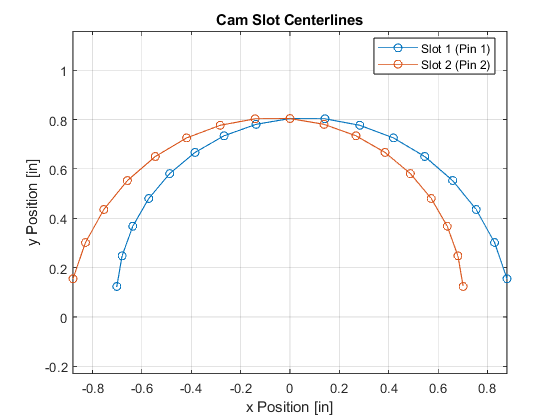 Cam Slot Centerlines
Slot 1 (Pin 1)
Slot 2 (Pin 2)
y Position [in]
1
0.8
0.6
0.4
0.2
0
-0.2
-0.8 -0.6 -0.4 -0.2 0 0.2 0.4 0.6 0.8
x Position [in]